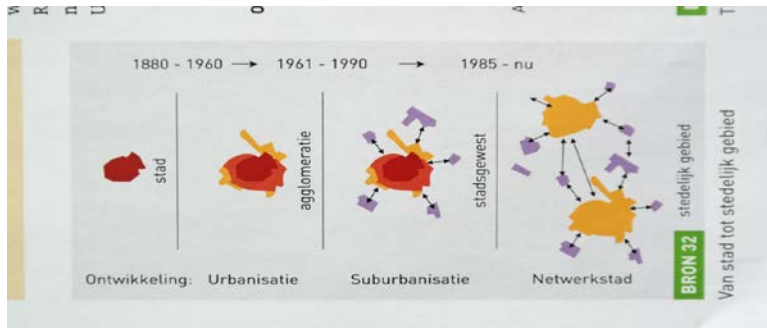 1880 - 1960 → 1961 - 1990 → 1985 - nu
stad
agglomeratie
stadsgewest
stedelijk gebied
Ontwikkeling: Urbanisatie Suburbanisatie Netwerkstad
BRON 32
Van stad tot stedelijk gebied